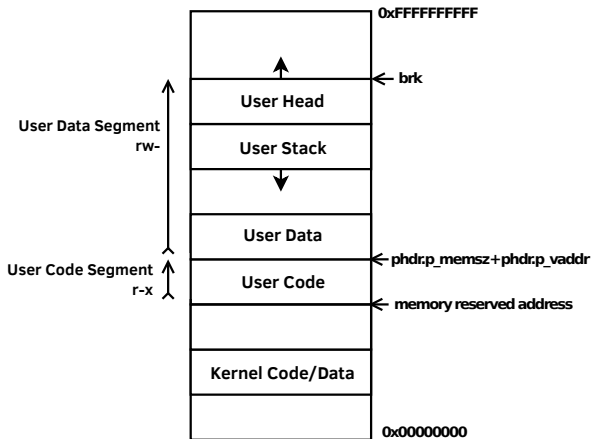 0xFFFFFFFFFF
brk
User Head
User Data Segment
rw-
User Stack
User Data
phdr.p_memsz+phdr.p_vaddr
User Code Segment
r-x
User Code
memory reserved address
Kernel Code/Data
0x00000000